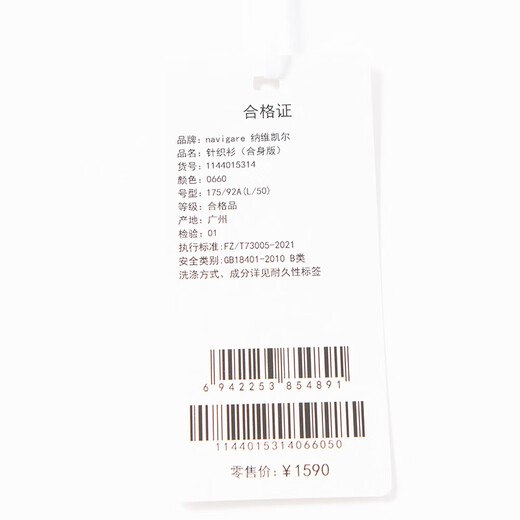 合格证
品牌: navigare 纳维凯尔
品名: 针织衫（合身版）
货号: 1144015314
颜色: 0660
号型: 175/92A(L/50)
等级: 合格品
产地: 广州
检验: 01
执行标准:FZ/T73005-2021
安全类别:GB18401-2010 B类
洗涤方式、成分详见耐久性标签
6942253854891
1144015314066050
零售价: ¥1590